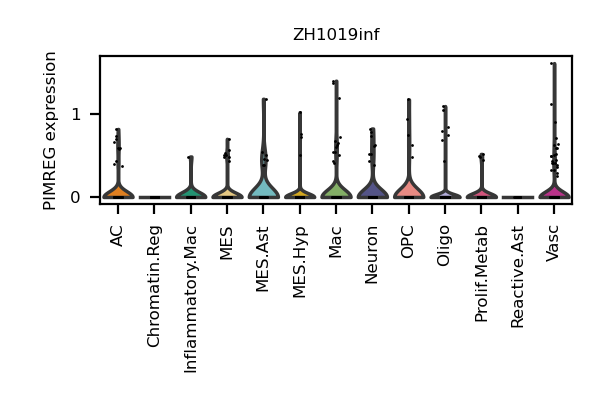 ZH1019inf
PIMREG expression
1
0
AC
Chromatin.Reg
Inflammatory.Mac
MES
MES.Ast
MES.Hyp
Mac
Neuron
OPC
Oligo
Prolif.Metab
Reactive.Ast
Vasc